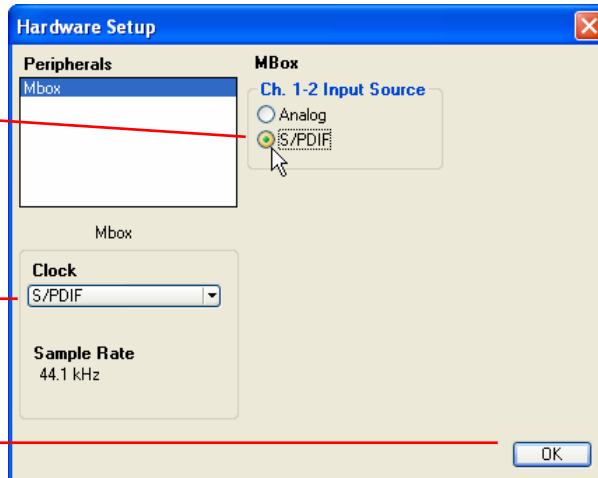 Hardware Setup
Peripherals
Mbox
MBox
Ch. 1-2 Input Source
Analog
S/PDIF
Mbox
Clock
S/PDIF
Sample Rate
44.1 kHz
OK